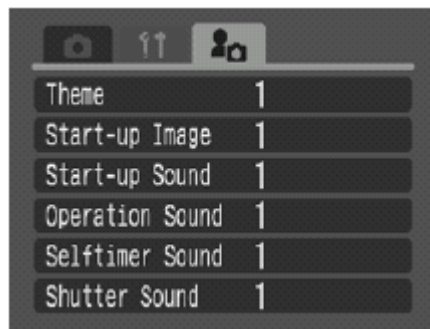 Theme 1
Start-up Image 1
Start-up Sound 1
Operation Sound 1
Selftimer Sound 1
Shutter Sound 1